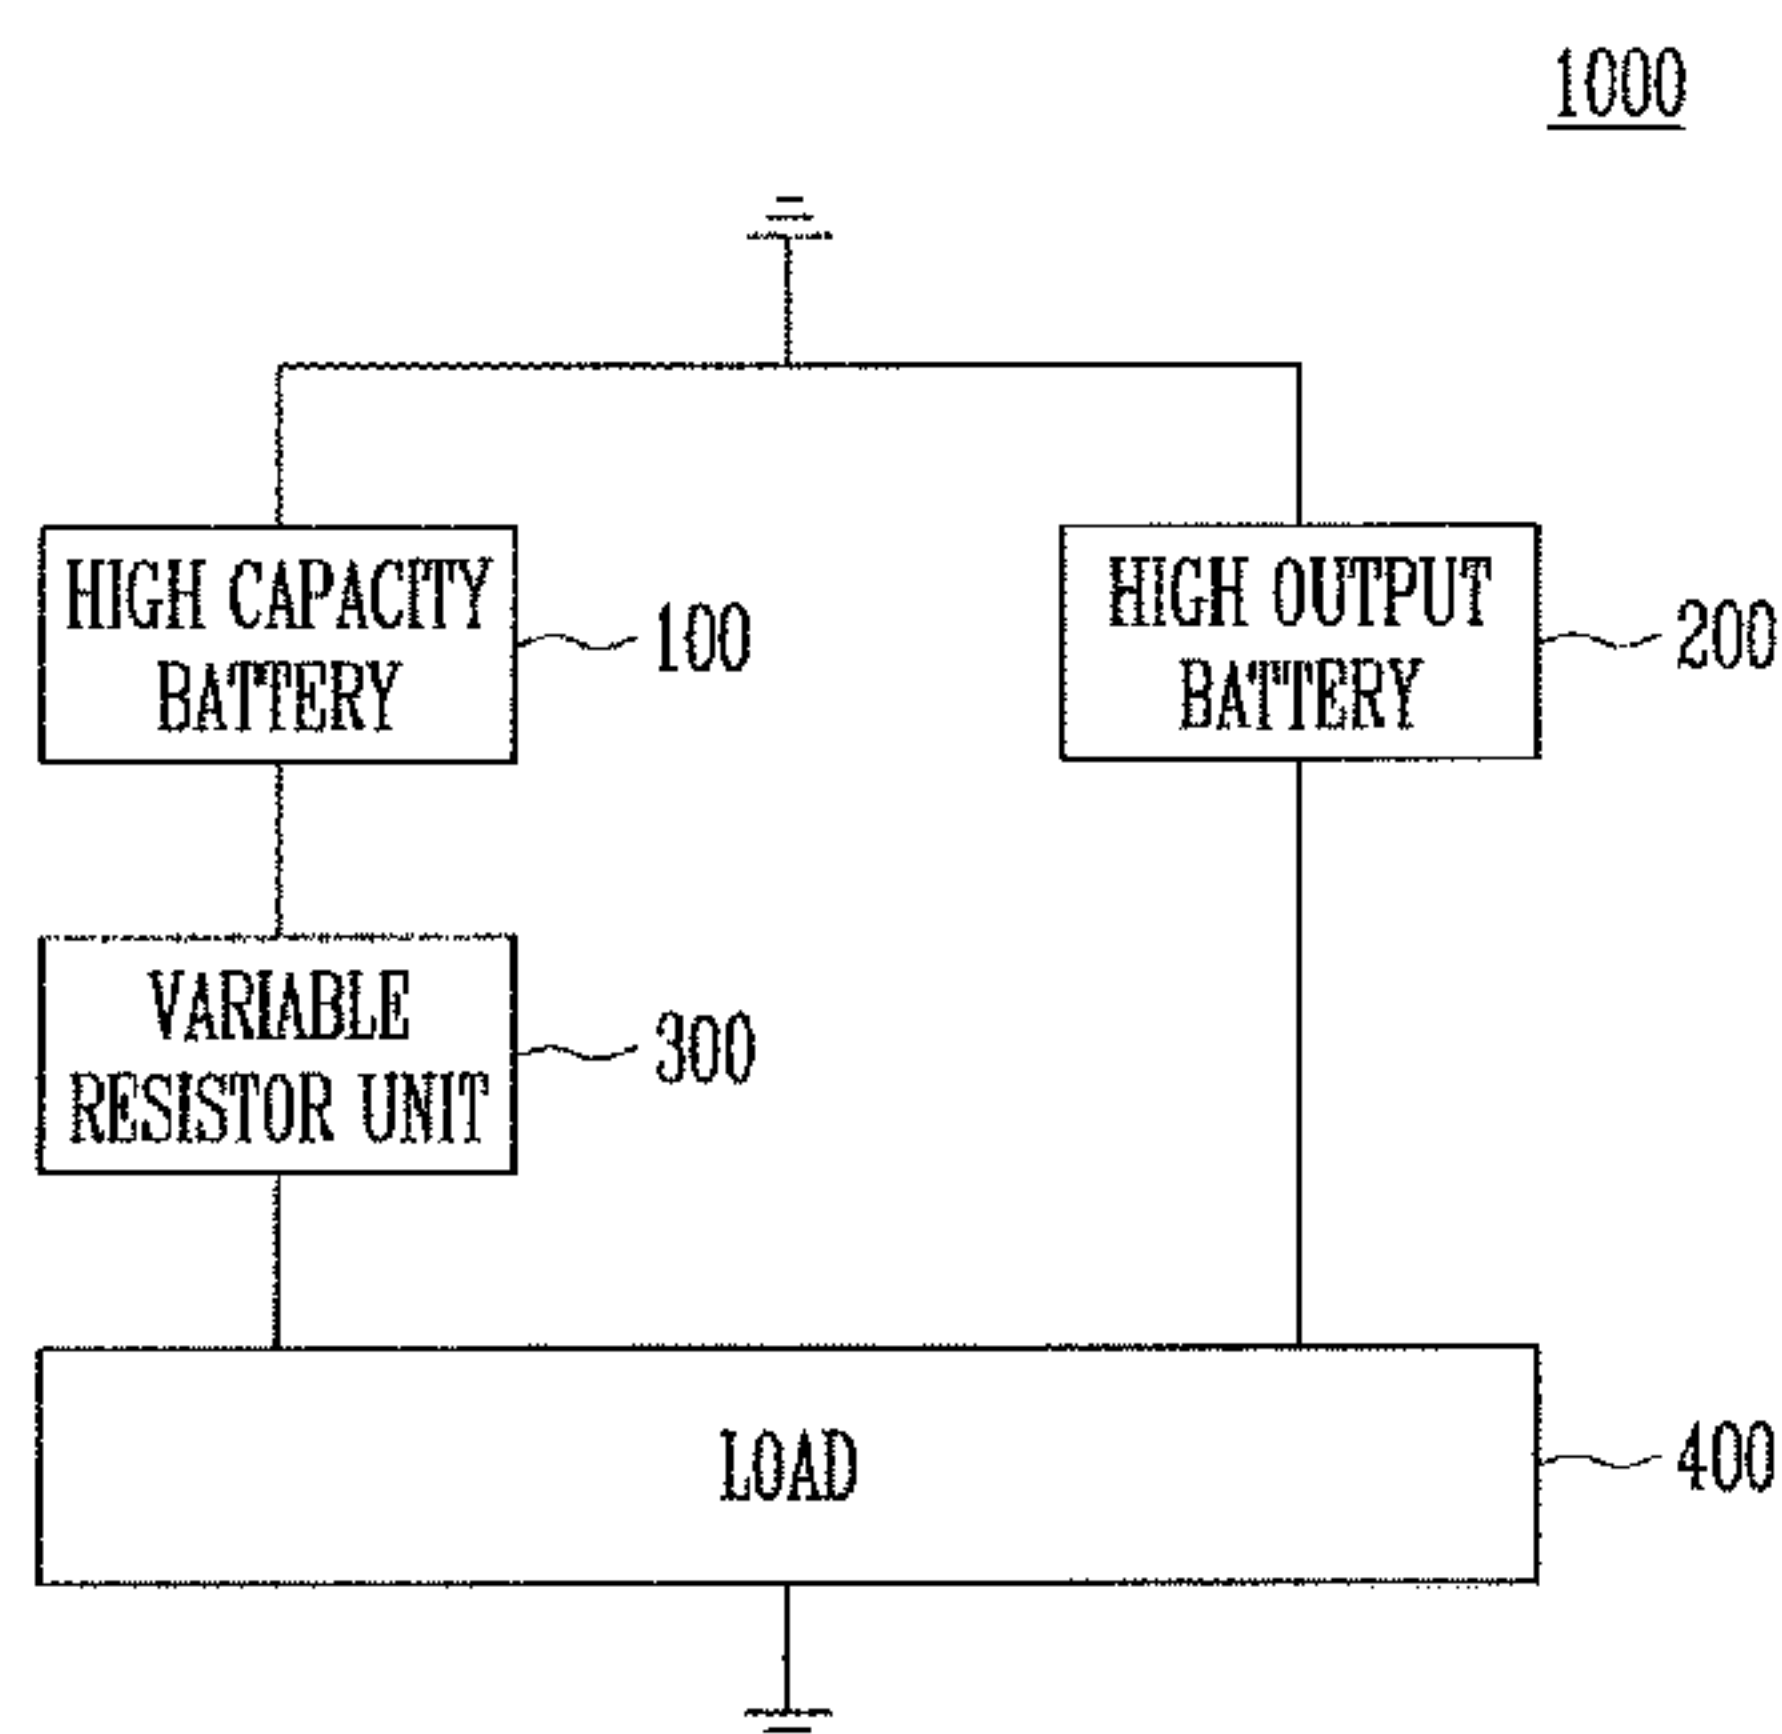 1000
HIGH CAPACITY
BATTERY
100
HIGH OUTPUT
BATTERY
200
VARIABLE
RESISTOR UNIT
300
LOAD
400